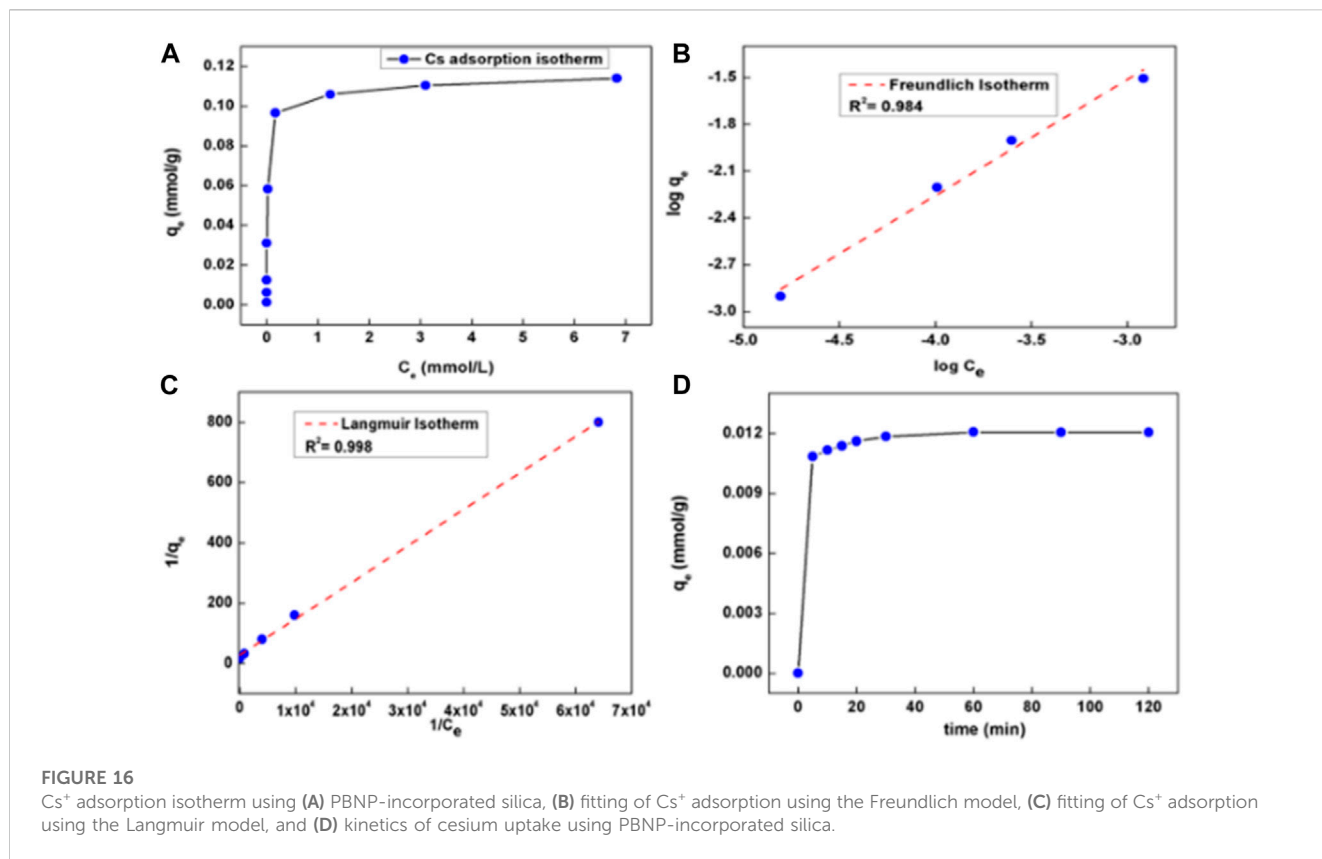 A
Cs adsorption isotherm
0.12
0.10
0.08
0.06
0.04
0.02
0.00
qe (mmol/g)
0 1 2 3 4 5 6 7
Ce (mmol/L)
B
Freundlich Isotherm
R²= 0.984
-1.5
-1.8
-2.1
-2.4
-2.7
-3.0
log qe
-5.0 -4.5 -4.0 -3.5 -3.0
log Ce
C
Langmuir Isotherm
R²= 0.998
800
600
400
200
0
1/qe
0 1x10⁴ 2x10⁴ 3x10⁴ 4x10⁴ 5x10⁴ 6x10⁴ 7x10⁴
1/Ce
D
0.012
0.009
0.006
0.003
0.000
qe (mmol/g)
0 20 40 60 80 100 120
time (min)
FIGURE 16
Cs⁺ adsorption isotherm using (A) PBNP-incorporated silica, (B) fitting of Cs⁺ adsorption using the Freundlich model, (C) fitting of Cs⁺ adsorption
using the Langmuir model, and (D) kinetics of cesium uptake using PBNP-incorporated silica.